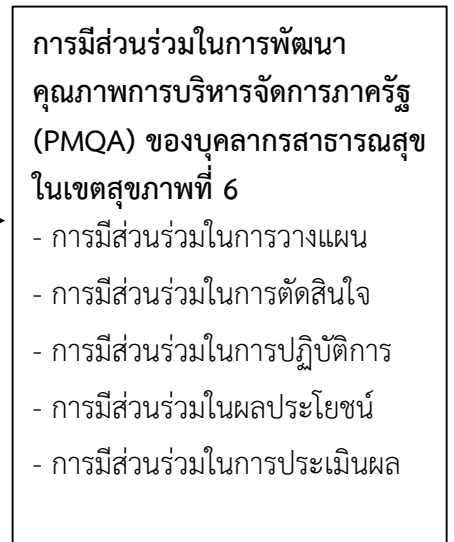 การมีส่วนร่วมในการพัฒนา
คุณภาพการบริหารจัดการภาครัฐ
(PMQA) ของบุคลากรสาธารณสุข
ในเขตสุขภาพที่ 6
- การมีส่วนร่วมในการวางแผน
- การมีส่วนร่วมในการตัดสินใจ
- การมีส่วนร่วมในการปฏิบัติการ
- การมีส่วนร่วมในผลประโยชน์
- การมีส่วนร่วมในการประเมินผล